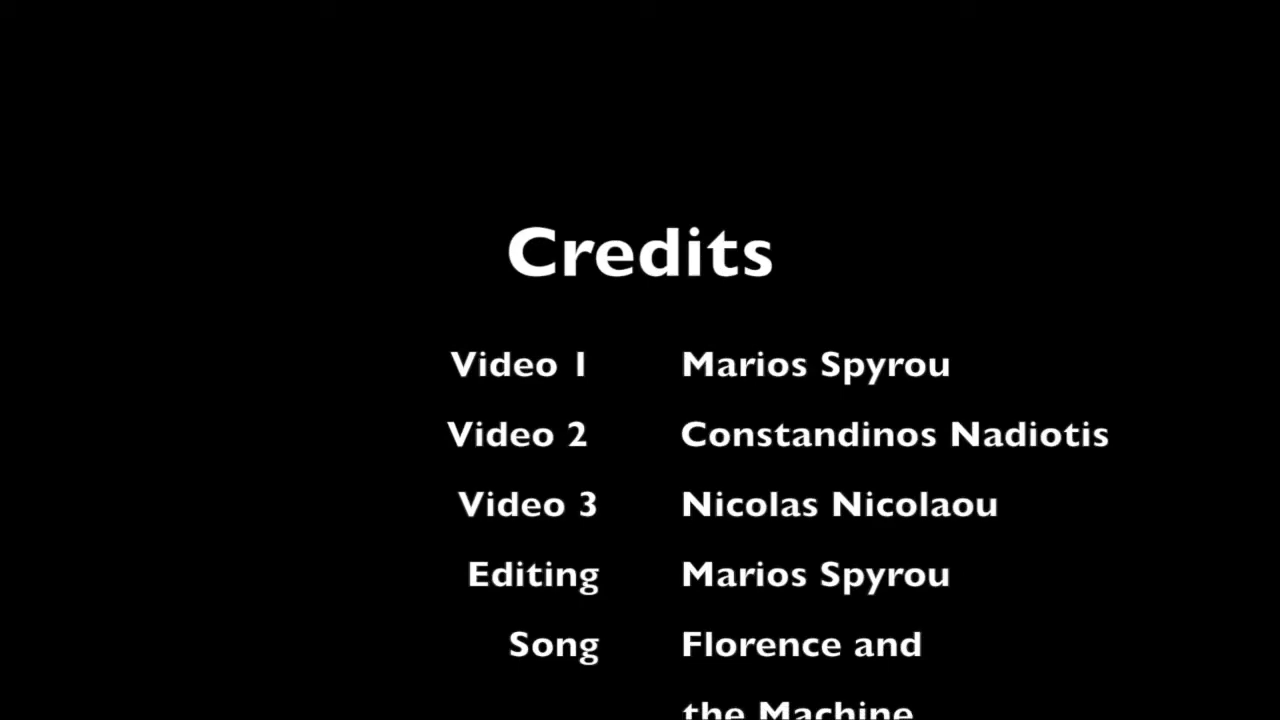 Credits
Video 1 Marios Spyrou
Video 2 Constandinos Nadiotis
Video 3 Nicolas Nicolaou
Editing Marios Spyrou
Song Florence and
the Machine